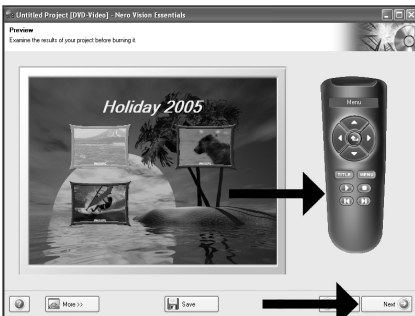 Untitled Project [DVD-Video] - Nero Vision Essentials
Preview
Examine the results of your project before burning it.
Holiday 2005
Menu
TITLE MENU
More >>
Save
Next